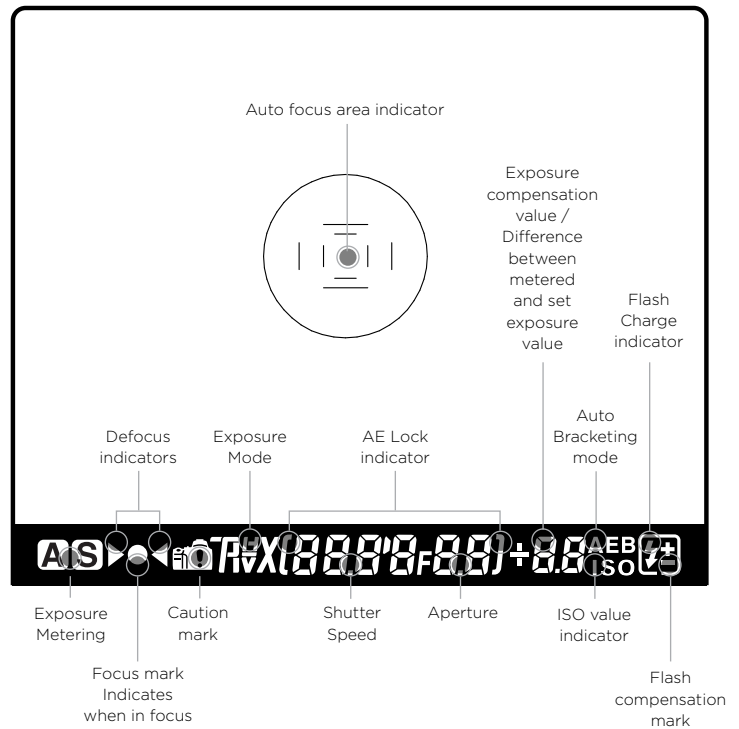 Auto focus area indicator
Exposure
compensation
value /
Difference
between
metered
and set
exposure
value
Flash
Charge
indicator
Defocus
indicators
Exposure
Mode
AE Lock
indicator
Auto
Bracketing
mode
AEB
ISO
Exposure
Metering
Caution
mark
Shutter
Speed
Aperture
ISO value
indicator
Focus mark
Indicates
when in focus
Flash
compensation
mark